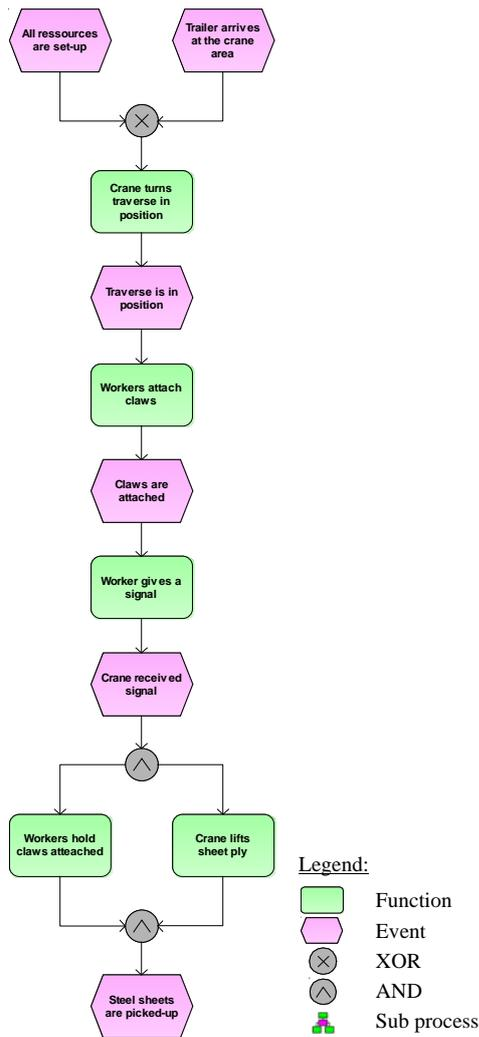 All ressources
are set-up
Trailer arrives
at the crane
area
Crane turns
traverse in
position
Traverse is in
position
Workers attach
claws
Claws are
attached
Worker gives a
signal
Crane received
signal
Workers hold
claws atteached
Crane lifts
sheet ply
Steel sheets
are picked-up
Legend:
Function
Event
XOR
AND
Sub process